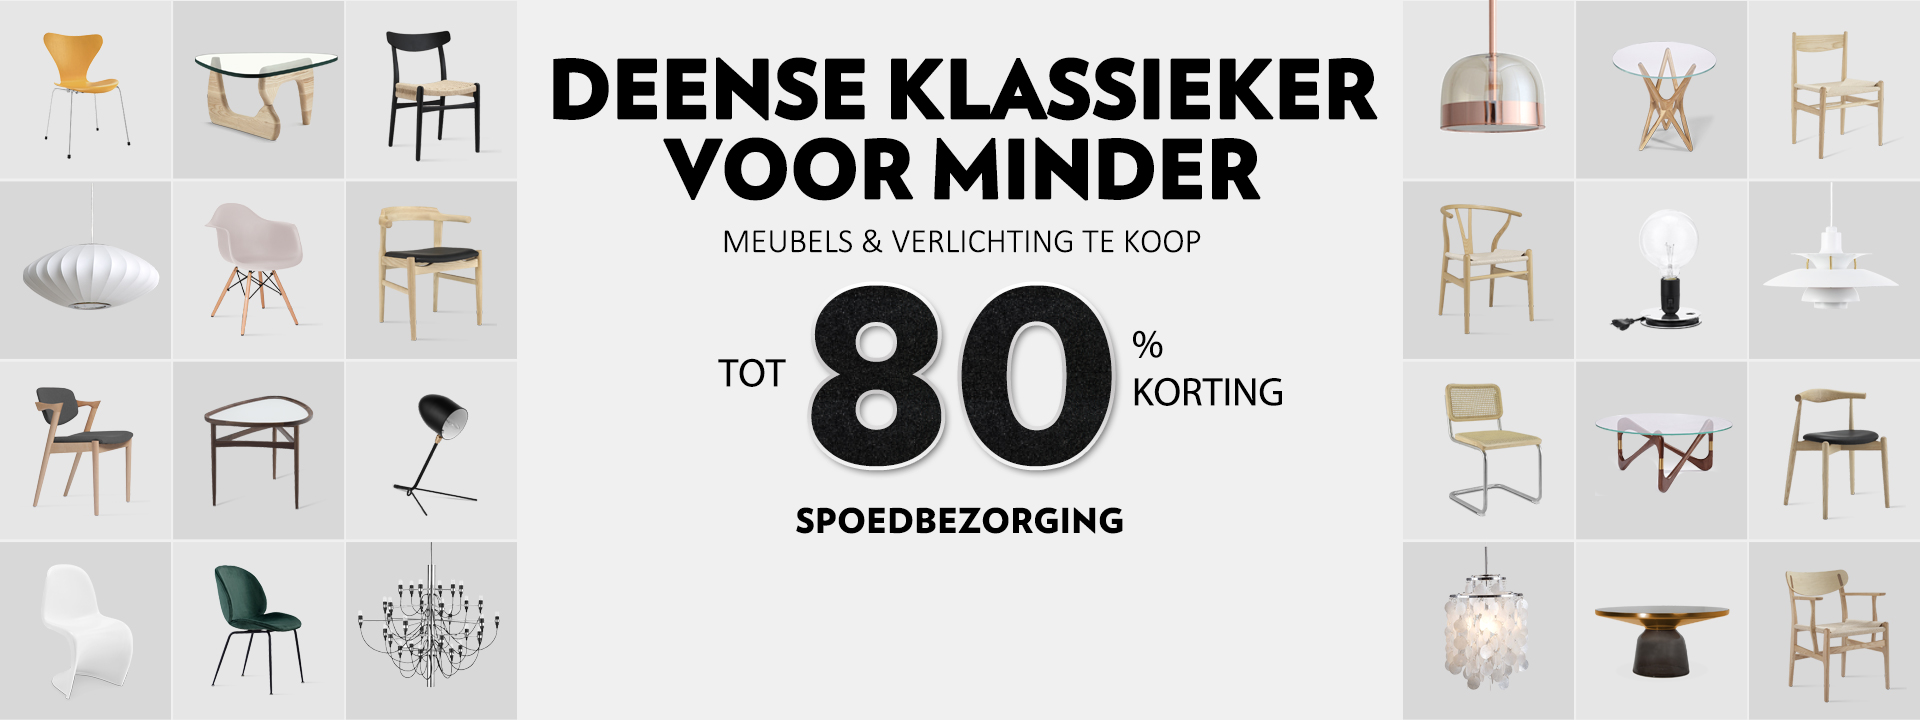 DEENSE KLASSIEKER
VOOR MINDER
MEUBELS & VERLICHTING TE KOOP
TOT 80 % KORTING
SPOEDBEZORGING